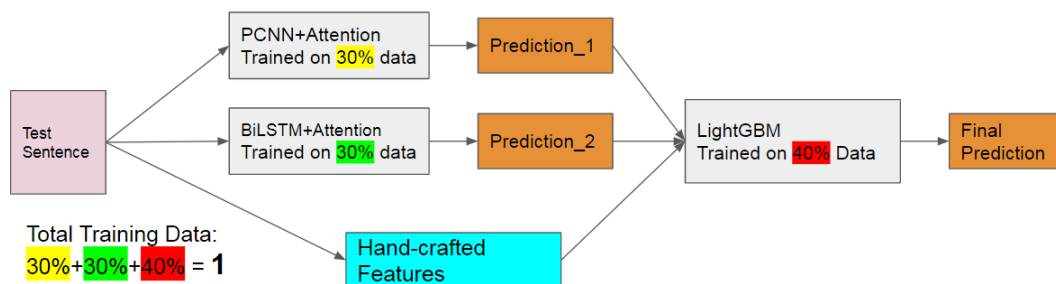 PCNN+Attention
Trained on 30% data
Prediction_1
Test
Sentence
BiLSTM+Attention
Trained on 30% data
Prediction_2
LightGBM
Trained on 40% Data
Final
Prediction
Hand-crafted
Features
Total Training Data:
30%+30%+40% = 1